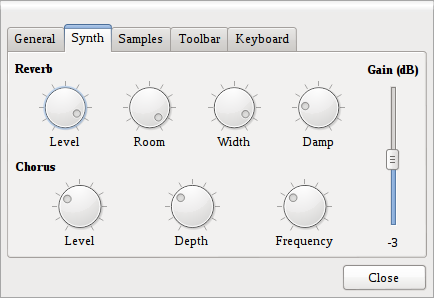 General Synth Samples Toolbar Keyboard
Reverb Gain (dB)
Level Room Width Damp
Chorus
Level Depth Frequency
-3
Close